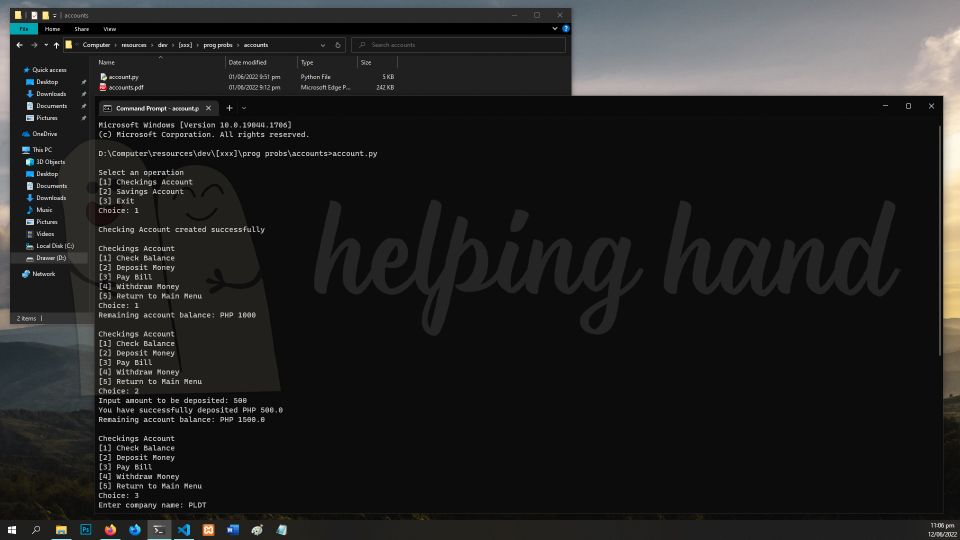 accounts
File Home Share View
Computer › resources › dev › [xxx] › prog probs › accounts
Search accounts
Name Date modified Type Size
account.py 01/06/2022 9:51 pm Python File 5 KB
accounts.pdf 01/06/2022 9:12 pm Microsoft Edge P... 242 KB
Quick access
Desktop
Downloads
Documents
Pictures
OneDrive
This PC
3D Objects
Desktop
Documents
Downloads
Music
Pictures
Videos
Local Disk (C:)
Drawer (D:)
Network
2 items
Command Prompt - account.p
Microsoft Windows [Version 10.0.19044.1706]
(c) Microsoft Corporation. All rights reserved.
D:\Computer\resources\dev\[xxx]\prog probs\accounts>account.py
Select an operation
[1] Checkings Account
[2] Savings Account
[3] Exit
Choice: 1
Checking Account created successfully
Checkings Account
[1] Check Balance
[2] Deposit Money
[3] Pay Bill
[4] Withdraw Money
[5] Return to Main Menu
Choice: 1
Remaining account balance: PHP 1000
Checkings Account
[1] Check Balance
[2] Deposit Money
[3] Pay Bill
[4] Withdraw Money
[5] Return to Main Menu
Choice: 2
Input amount to be deposited: 500
You have successfully deposited PHP 500.0
Remaining account balance: PHP 1500.0
Checkings Account
[1] Check Balance
[2] Deposit Money
[3] Pay Bill
[4] Withdraw Money
[5] Return to Main Menu
Choice: 3
Enter company name: PLDT
helping hand
11:06 pm
12/06/2022